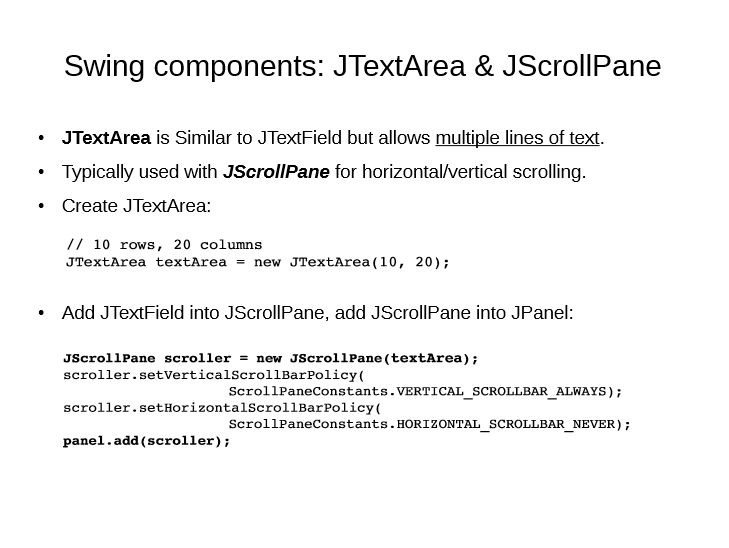 Swing components: JTextArea & JScrollPane
• JTextArea is Similar to JTextField but allows multiple lines of text.
• Typically used with JScrollPane for horizontal/vertical scrolling.
• Create JTextArea:
// 10 rows, 20 columns
JTextArea textArea = new JTextArea(10, 20);
• Add JTextField into JScrollPane, add JScrollPane into JPanel:
JScrollPane scroller = new JScrollPane(textArea);
scroller.setVerticalScrollBarPolicy(
ScrollPaneConstants.VERTICAL_SCROLLBAR_ALWAYS);
scroller.setHorizontalScrollBarPolicy(
ScrollPaneConstants.HORIZONTAL_SCROLLBAR_NEVER);
panel.add(scroller);